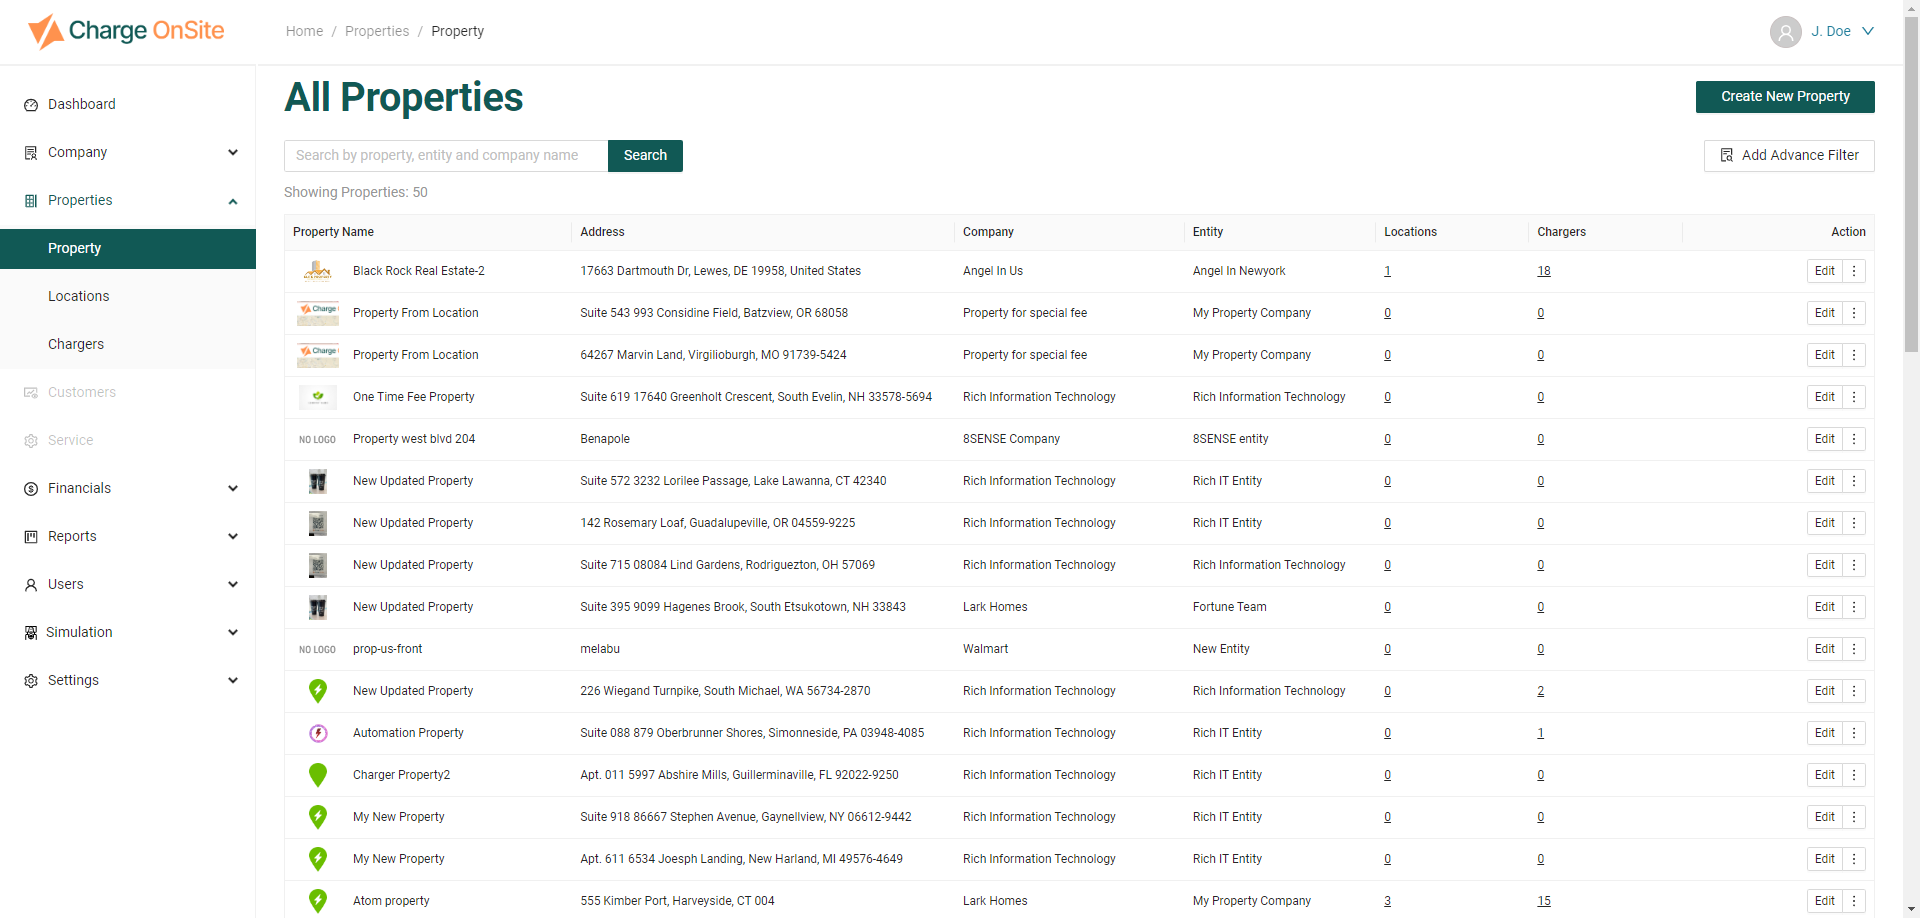 Charge OnSite
Home / Properties / Property
J. Doe
Dashboard
Company
Properties
Property
Locations
Chargers
Customers
Service
Financials
Reports
Users
Simulation
Settings
All Properties
Create New Property
Search by property, entity and company name Search
Add Advance Filter
Showing Properties: 50
Property Name Address Company Entity Locations Chargers Action
Black Rock Real Estate-2 17663 Dartmouth Dr, Lewes, DE 19958, United States Angel In Us Angel In Newyork 1 18 Edit
Charge Property From Location Suite 543 993 Considine Field, Batzview, OR 68058 Property for special fee My Property Company 0 0 Edit
Charge Property From Location 64267 Marvin Land, Virgilioburgh, MO 91739-5424 Property for special fee My Property Company 0 0 Edit
One Time Fee Property Suite 619 17640 Greenholt Crescent, South Evelin, NH 33578-5694 Rich Information Technology Rich Information Technology 0 0 Edit
NO LOGO Property west blvd 204 Benapole 8SENSE Company 8SENSE entity 0 0 Edit
New Updated Property Suite 572 3232 Lorilee Passage, Lake Lawanna, CT 42340 Rich Information Technology Rich IT Entity 0 0 Edit
New Updated Property 142 Rosemary Loaf, Guadalupeville, OR 04559-9225 Rich Information Technology Rich IT Entity 0 0 Edit
New Updated Property Suite 715 08084 Lind Gardens, Rodriguezton, OH 57069 Rich Information Technology Rich Information Technology 0 0 Edit
New Updated Property Suite 395 9099 Hagenes Brook, South Etsukotown, NH 33843 Lark Homes Fortune Team 0 0 Edit
NO LOGO prop-us-front melabu Walmart New Entity 0 0 Edit
New Updated Property 226 Wiegand Turnpike, South Michael, WA 56734-2870 Rich Information Technology Rich Information Technology 0 2 Edit
Automation Property Suite 088 879 Oberbrunner Shores, Simonneside, PA 03948-4085 Rich Information Technology Rich IT Entity 0 1 Edit
Charger Property2 Apt. 011 5997 Abshire Mills, Guillerminaville, FL 92022-9250 Rich Information Technology Rich IT Entity 0 0 Edit
My New Property Suite 918 86667 Stephen Avenue, Gaynellview, NY 06612-9442 Rich Information Technology Rich IT Entity 0 0 Edit
My New Property Apt. 611 6534 Joesph Landing, New Harland, MI 49576-4649 Rich Information Technology Rich IT Entity 0 0 Edit
Atom property 555 Kimber Port, Harveyside, CT 004 Lark Homes My Property Company 3 15 Edit